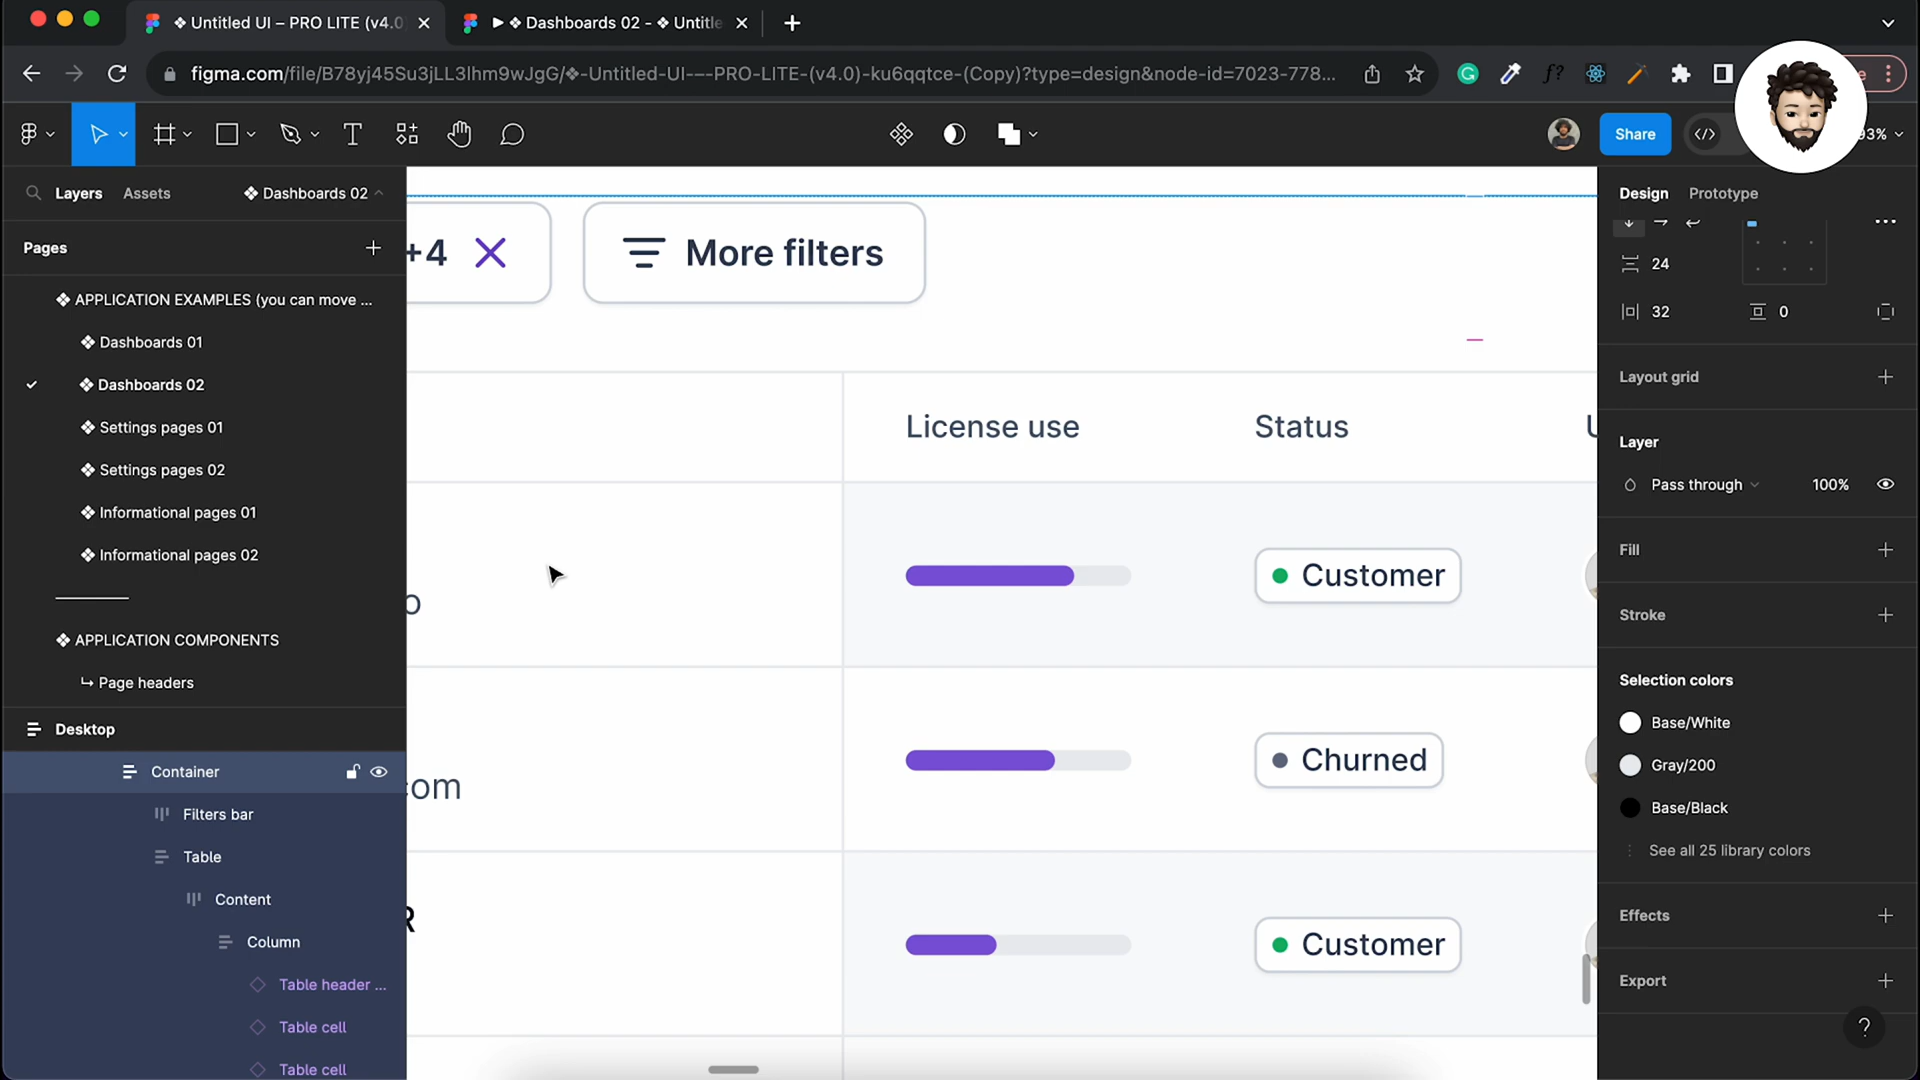 ❖ Untitled UI – PRO LITE (v4.0
▶ ❖ Dashboards 02 - ❖ Untitle
figma.com/file/B78yj45Su3jLL3lhm9wJgG/❖-Untitled-UI-–-PRO-LITE-(v4.0)-ku6qqtce-(Copy)?type=design&node-id=7023-778...
Share
93%
Layers
Assets
❖ Dashboards 02
Design
Prototype
Pages
❖ APPLICATION EXAMPLES (you can move ...
❖ Dashboards 01
❖ Dashboards 02
❖ Settings pages 01
❖ Settings pages 02
❖ Informational pages 01
❖ Informational pages 02
❖ APPLICATION COMPONENTS
↳ Page headers
Desktop
Container
Filters bar
Table
Content
Column
Table header ...
Table cell
Table cell
+4
More filters
License use
Status
o
Customer
com
Churned
R
Customer
24
32
0
Layout grid
Layer
Pass through
100%
Fill
Stroke
Selection colors
Base/White
Gray/200
Base/Black
See all 25 library colors
Effects
Export
?